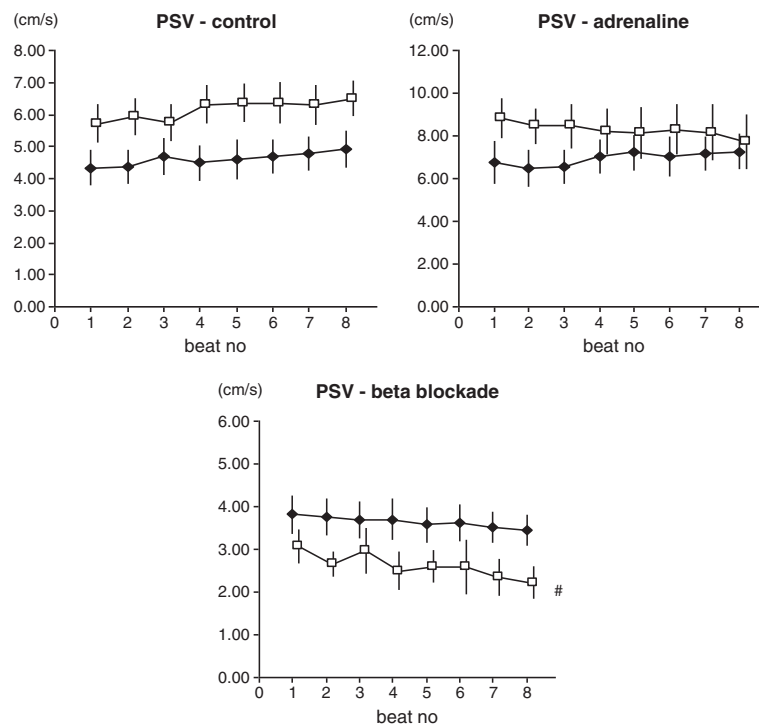 (cm/s) PSV - control
8.00
7.00
6.00
5.00
4.00
3.00
2.00
1.00
0.00
0 1 2 3 4 5 6 7 8
beat no
(cm/s) PSV - adrenaline
12.00
10.00
8.00
6.00
4.00
2.00
0.00
0 1 2 3 4 5 6 7 8
beat no
(cm/s) PSV - beta blockade
6.00
5.00
4.00
3.00
2.00
1.00
0.00
#
0 1 2 3 4 5 6 7 8
beat no